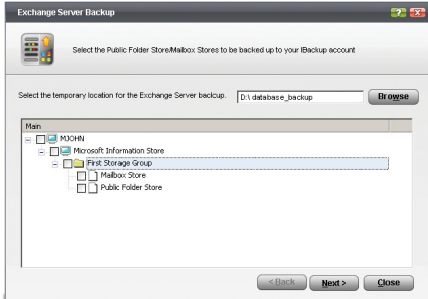 Exchange Server Backup
Select the Public Folder Store/Mailbox Stores to be backed up to your IBackup account
Select the temporary location for the Exchange Server backcup. D:\ database_backup Browse
Main
MJOHN
Microsoft Information Store
First Storage Group
Mailbox Store
Public Folder Store
< Back Next > Close